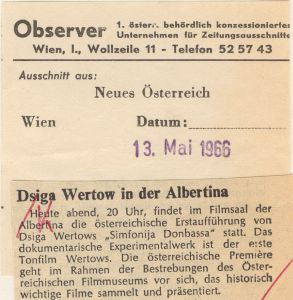 Observer 1. österr. behördlich konzessioniertes
Unternehmen für Zeitungsausschnitte
Wien, I., Wollzeile 11 - Telefon 52 57 43
Ausschnitt aus:
Neues Österreich
Wien Datum:
13. Mai 1966
Dsiga Wertow in der Albertina
Heute abend, 20 Uhr, findet im Filmsaal der
Albertina die österreichische Erstaufführung von
Dsiga Wertows „Simfonija Donbassa" statt. Das
dokumentarische Experimentalwerk ist der erste
Tonfilm Wertows. Die österreichische Premiere
geht im Rahmen der Bestrebungen des Öster-
reichischen Filmmuseums vor sich, das historisch
wichtige Filme sammelt und präsentiert.